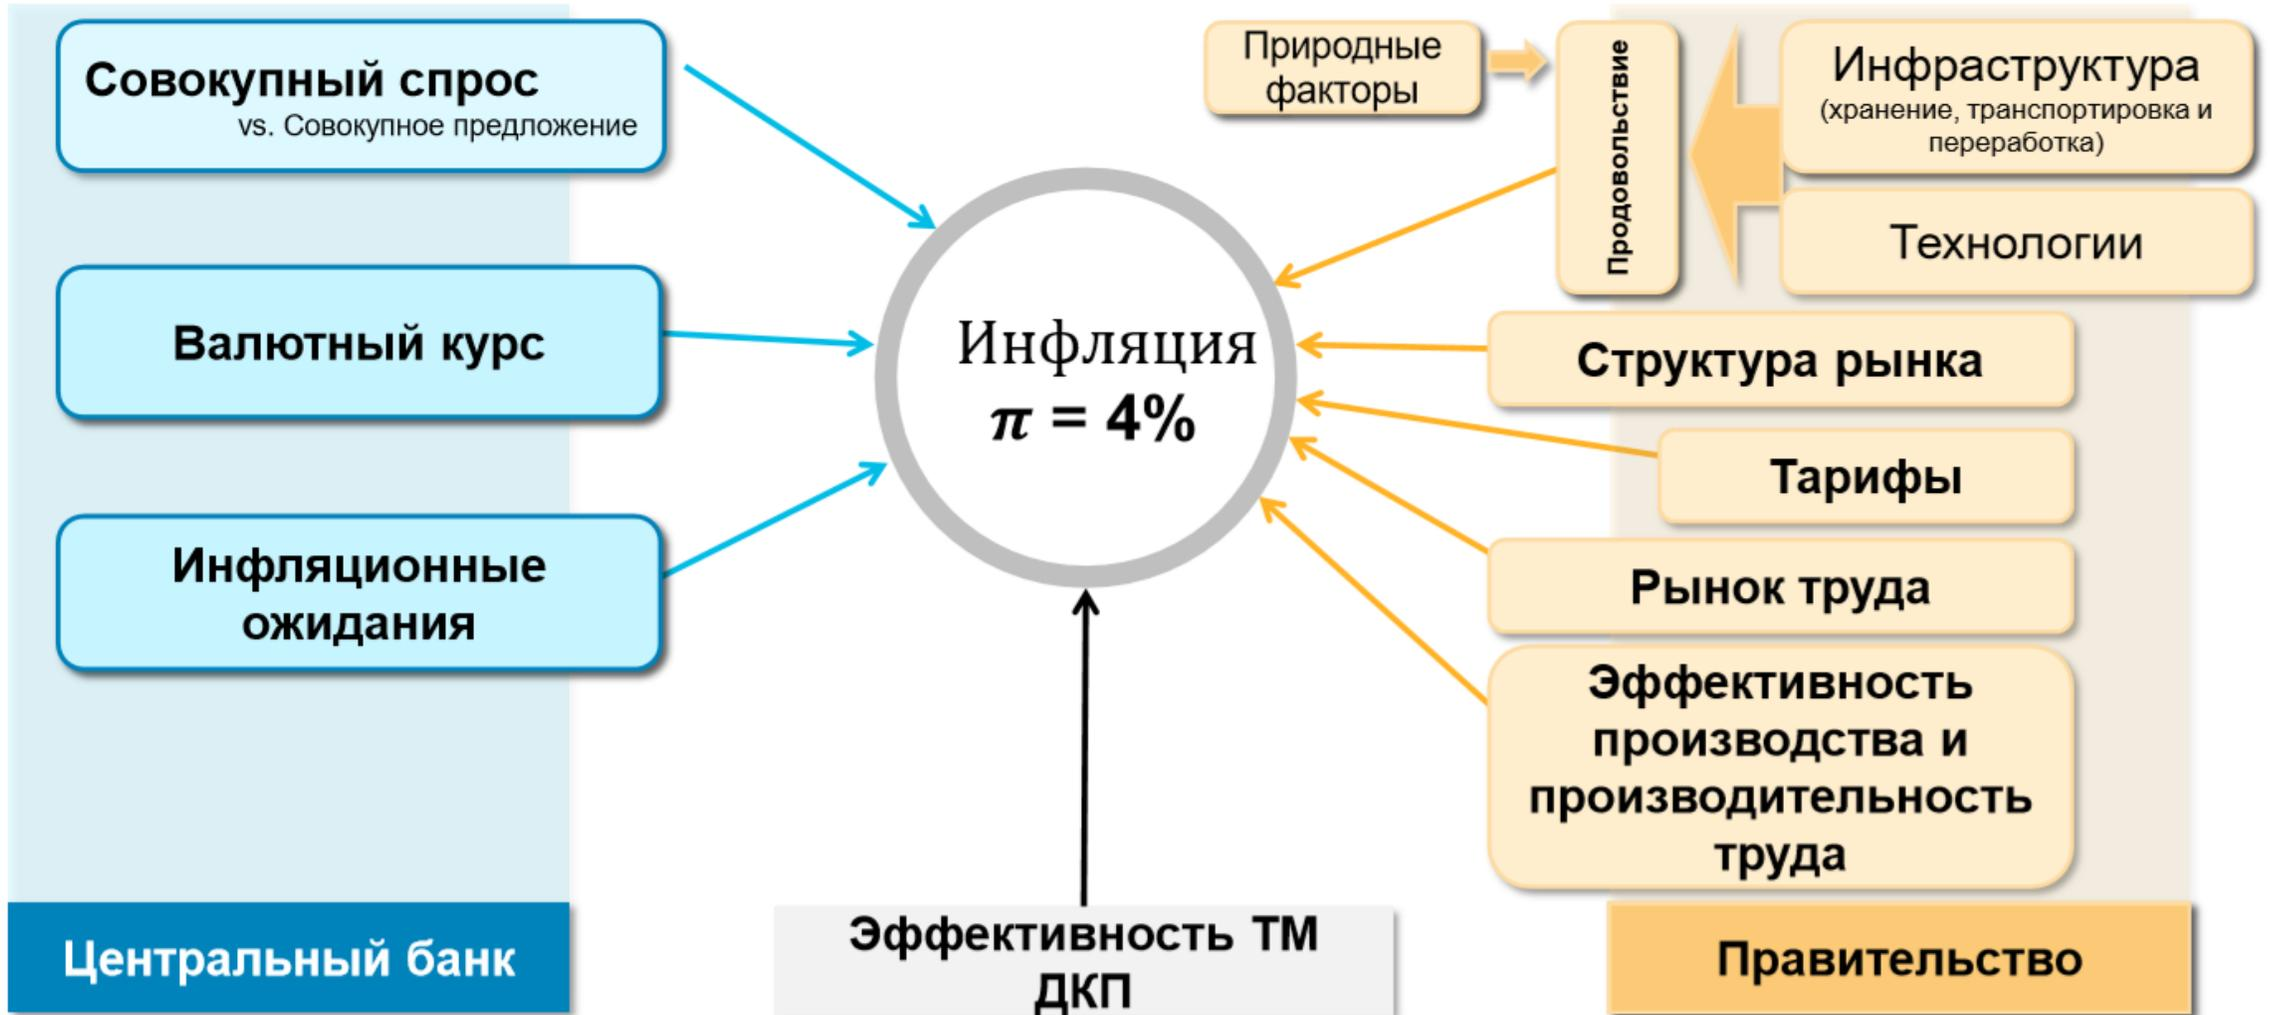 Совокупный спрос
vs. Совокупное предложение
Валютный курс
Инфляционные
ожидания
Центральный банк
Инфляция
π = 4%
Эффективность ТМ
ДКП
Природные
факторы
Продовольствие
Инфраструктура
(хранение, транспортировка и
переработка)
Технологии
Структура рынка
Тарифы
Рынок труда
Эффективность
производства и
производительность
труда
Правительство